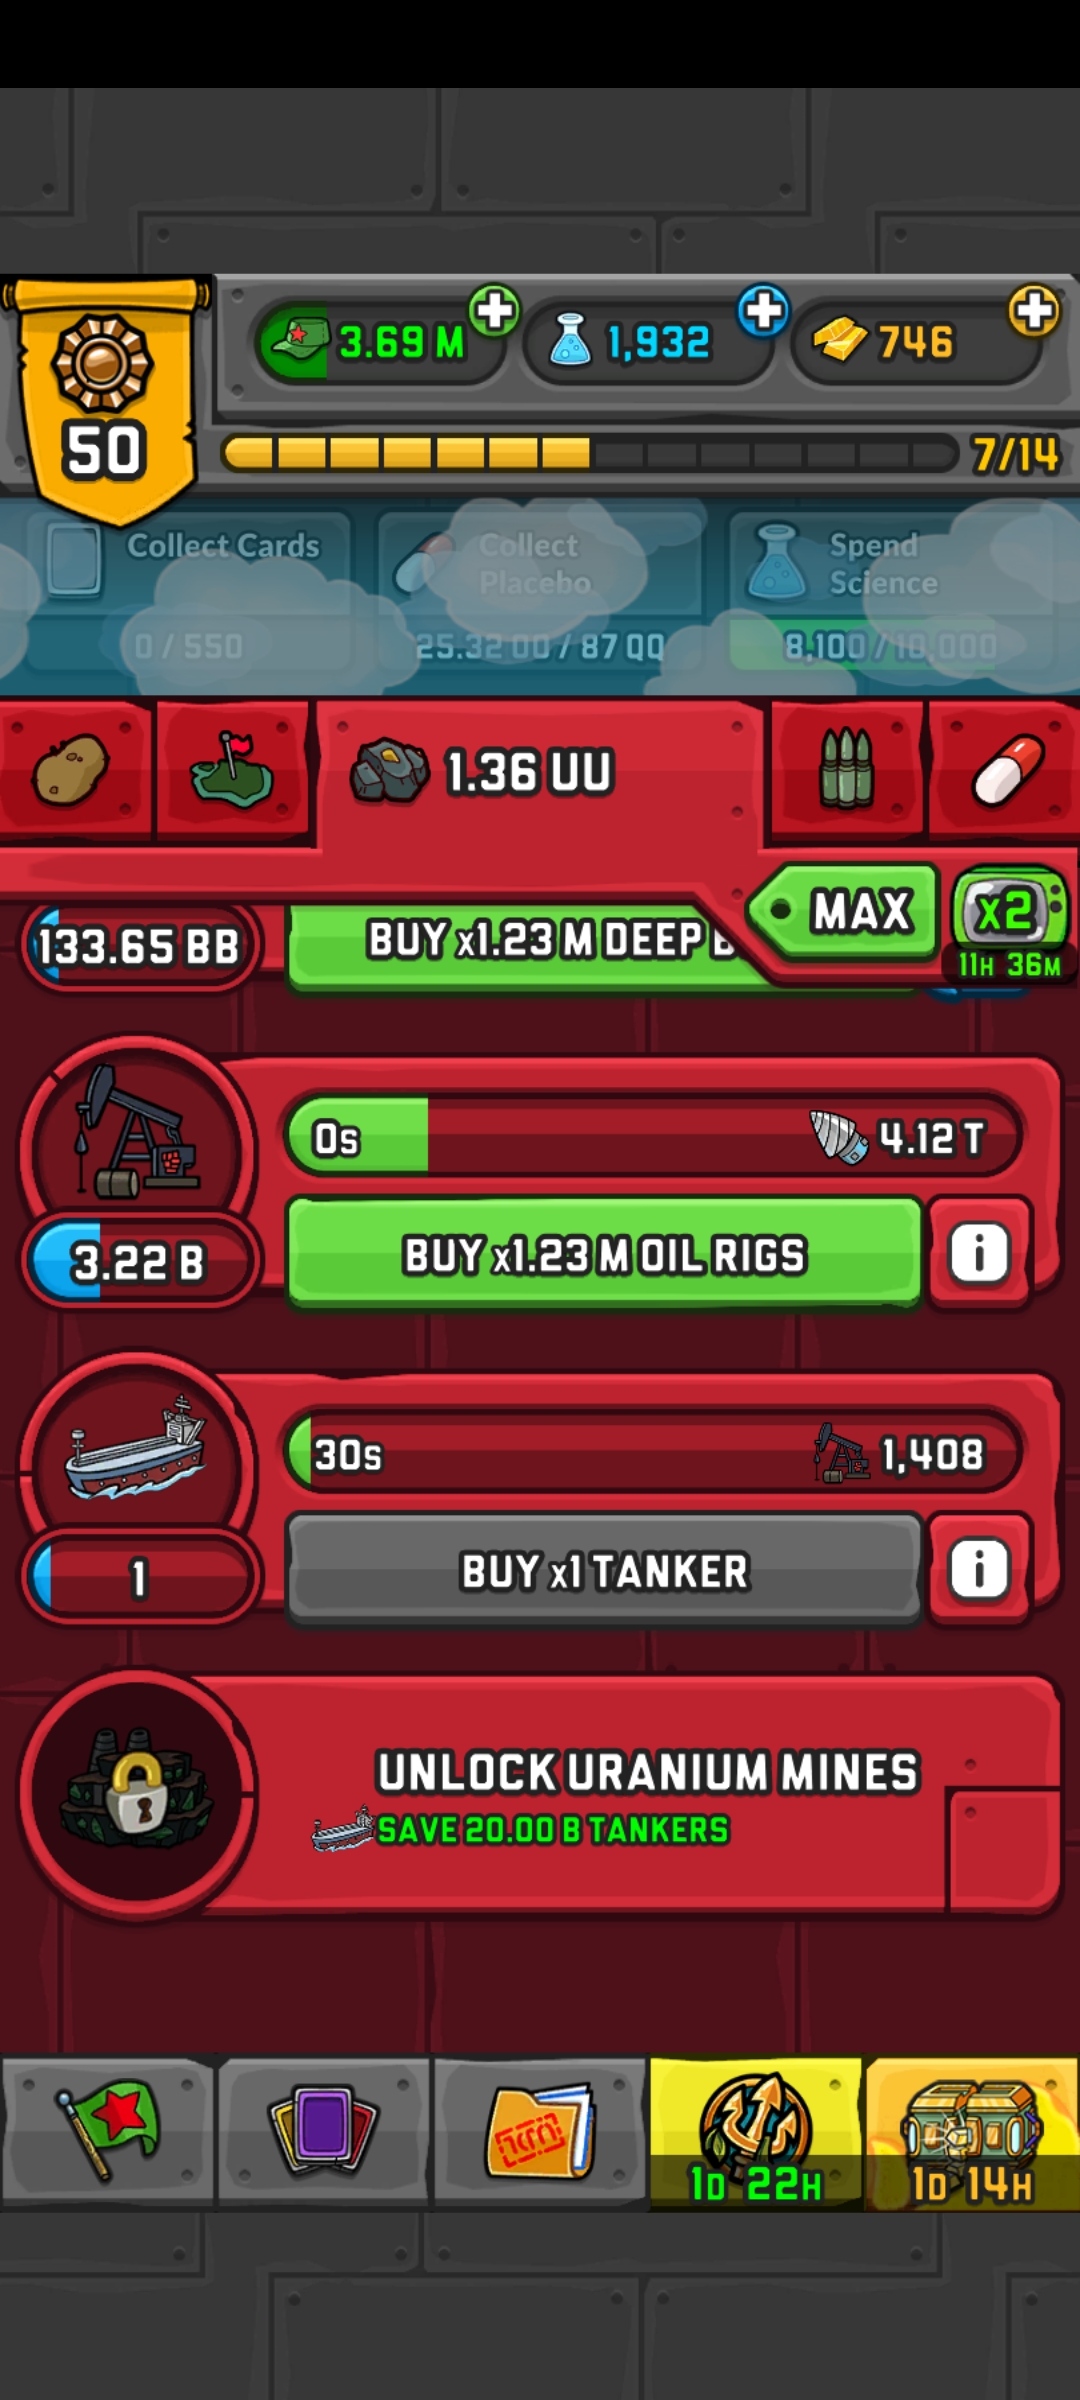 3.69 M
1,932
746
50
7/14
Collect Cards
Collect
Placebo
Spend
Science
0 / 550
/ 87 QQ
8,100 / 10,000
1.36 UU
MAX
x2
11H 36M
133.65 BB
BUY x1.23 M DEEP
0s
4.12 T
3.22 B
BUY x1.23 M OIL RIGS
i
30s
1,408
1
BUY x1 TANKER
i
UNLOCK URANIUM MINES
SAVE 20.00 B TANKERS
1D 22H
1D 14H